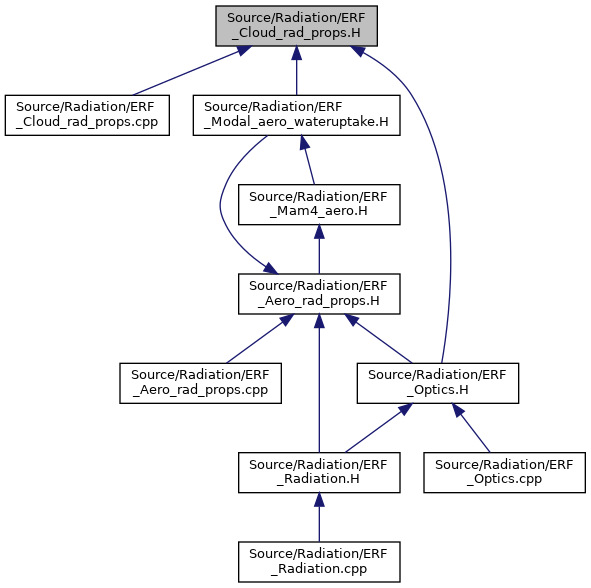 Source/Radiation/ERF
_Cloud_rad_props.H
Source/Radiation/ERF
_Cloud_rad_props.cpp
Source/Radiation/ERF
_Modal_aero_wateruptake.H
Source/Radiation/ERF
_Mam4_aero.H
Source/Radiation/ERF
_Aero_rad_props.H
Source/Radiation/ERF
_Aero_rad_props.cpp
Source/Radiation/ERF
_Optics.H
Source/Radiation/ERF
_Radiation.H
Source/Radiation/ERF
_Optics.cpp
Source/Radiation/ERF
_Radiation.cpp